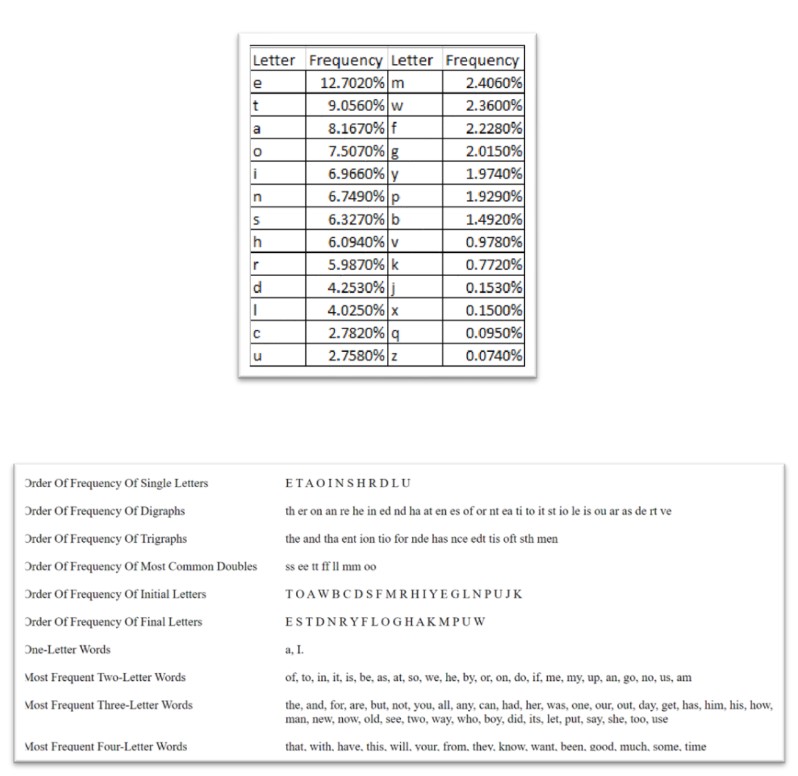 Letter Frequency Letter Frequency
e 12.7020% m 2.4060%
t 9.0560% w 2.3600%
a 8.1670% f 2.2280%
o 7.5070% g 2.0150%
i 6.9660% y 1.9740%
n 6.7490% p 1.9290%
s 6.3270% b 1.4920%
h 6.0940% v 0.9780%
r 5.9870% k 0.7720%
d 4.2530% j 0.1530%
l 4.0250% x 0.1500%
c 2.7820% q 0.0950%
u 2.7580% z 0.0740%
Order Of Frequency Of Single Letters E T A O I N S H R D L U
Order Of Frequency Of Digraphs th er on an re he in ed nd ha at en es of or nt ea ti to it st io le is ou ar as de rt ve
Order Of Frequency Of Trigraphs the and tha ent ion tio for nde has nce edt tis oft sth men
Order Of Frequency Of Most Common Doubles ss ee tt ff ll mm oo
Order Of Frequency Of Initial Letters T O A W B C D S F M R H I Y E G L N P U J K
Order Of Frequency Of Final Letters E S T D N R Y F L O G H A K M P U W
One-Letter Words a, I.
Most Frequent Two-Letter Words of, to, in, it, is, be, as, at, so, we, he, by, or, on, do, if, me, my, up, an, go, no, us, am
Most Frequent Three-Letter Words the, and, for, are, but, not, you, all, any, can, had, her, was, one, our, out, day, get, has, him, his, how,
man, new, now, old, see, two, way, who, boy, did, its, let, put, say, she, too, use
Most Frequent Four-Letter Words that, with, have, this, will, your, from, they, know, want, been, good, much, some, time